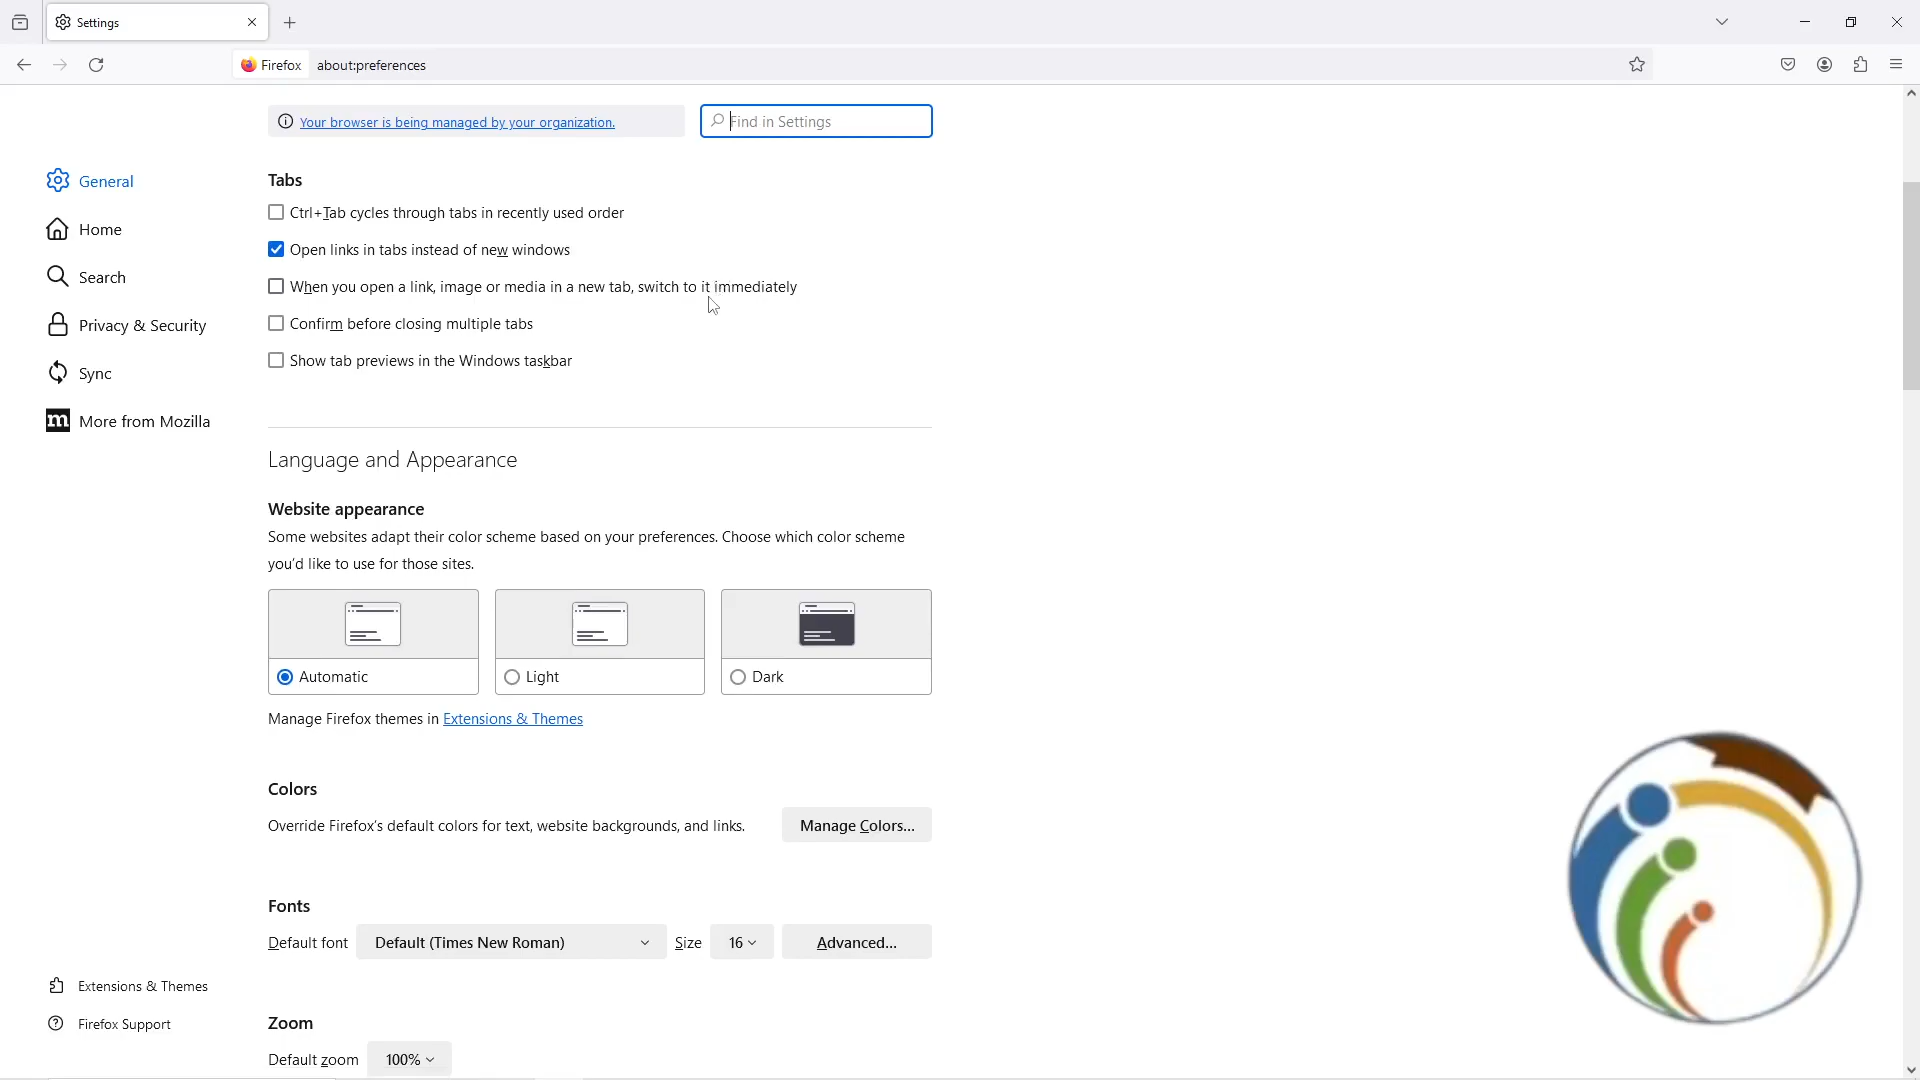 Settings
Firefox
about:preferences
Your browser is being managed by your organization.
Find in Settings
General
Home
Search
Privacy & Security
Sync
More from Mozilla
Extensions & Themes
Firefox Support
Tabs
Ctrl+Tab cycles through tabs in recently used order
Open links in tabs instead of new windows
When you open a link, image or media in a new tab, switch to it immediately
Confirm before closing multiple tabs
Show tab previews in the Windows taskbar
Language and Appearance
Website appearance
Some websites adapt their color scheme based on your preferences. Choose which color scheme
you'd like to use for those sites.
Automatic
Light
Dark
Manage Firefox themes in Extensions & Themes
Colors
Override Firefox's default colors for text, website backgrounds, and links.
Manage Colors...
Fonts
Default font
Default (Times New Roman)
Size
16
Advanced...
Zoom
Default zoom
100%